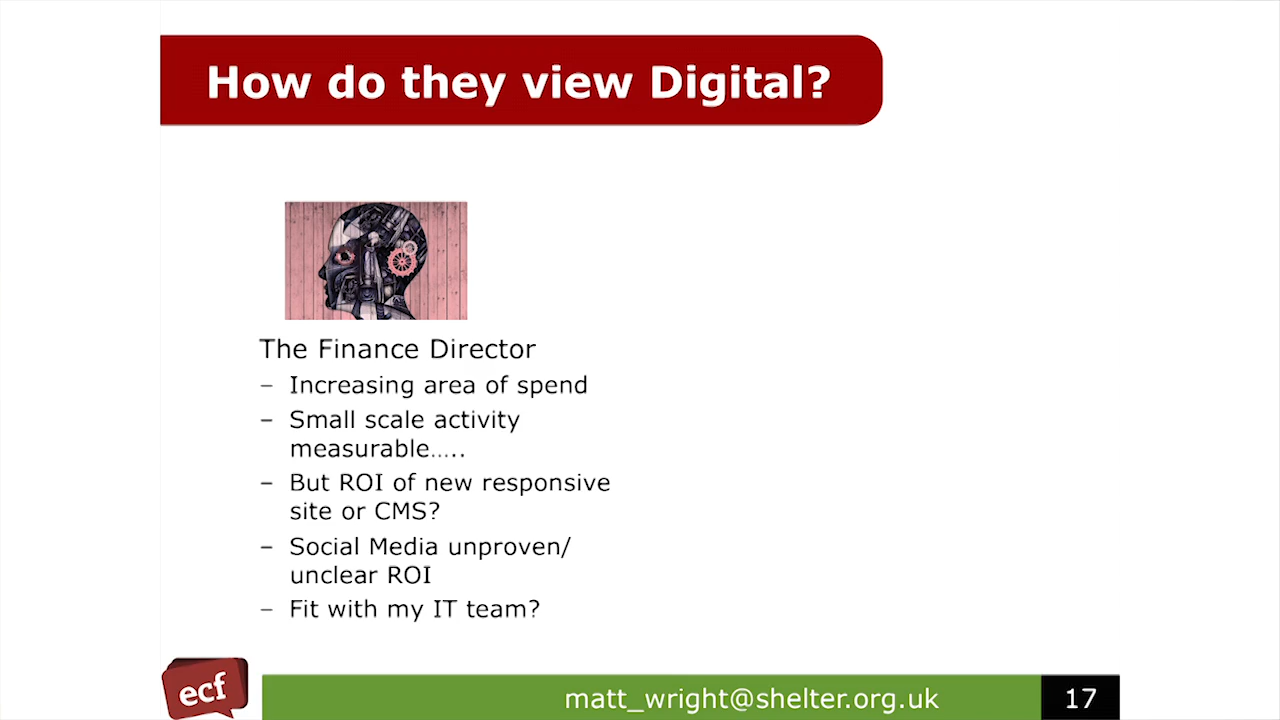 How do they view Digital?
The Finance Director
– Increasing area of spend
– Small scale activity
measurable…..
– But ROI of new responsive
site or CMS?
– Social Media unproven/
unclear ROI
– Fit with my IT team?
ecf
matt_wright@shelter.org.uk
17